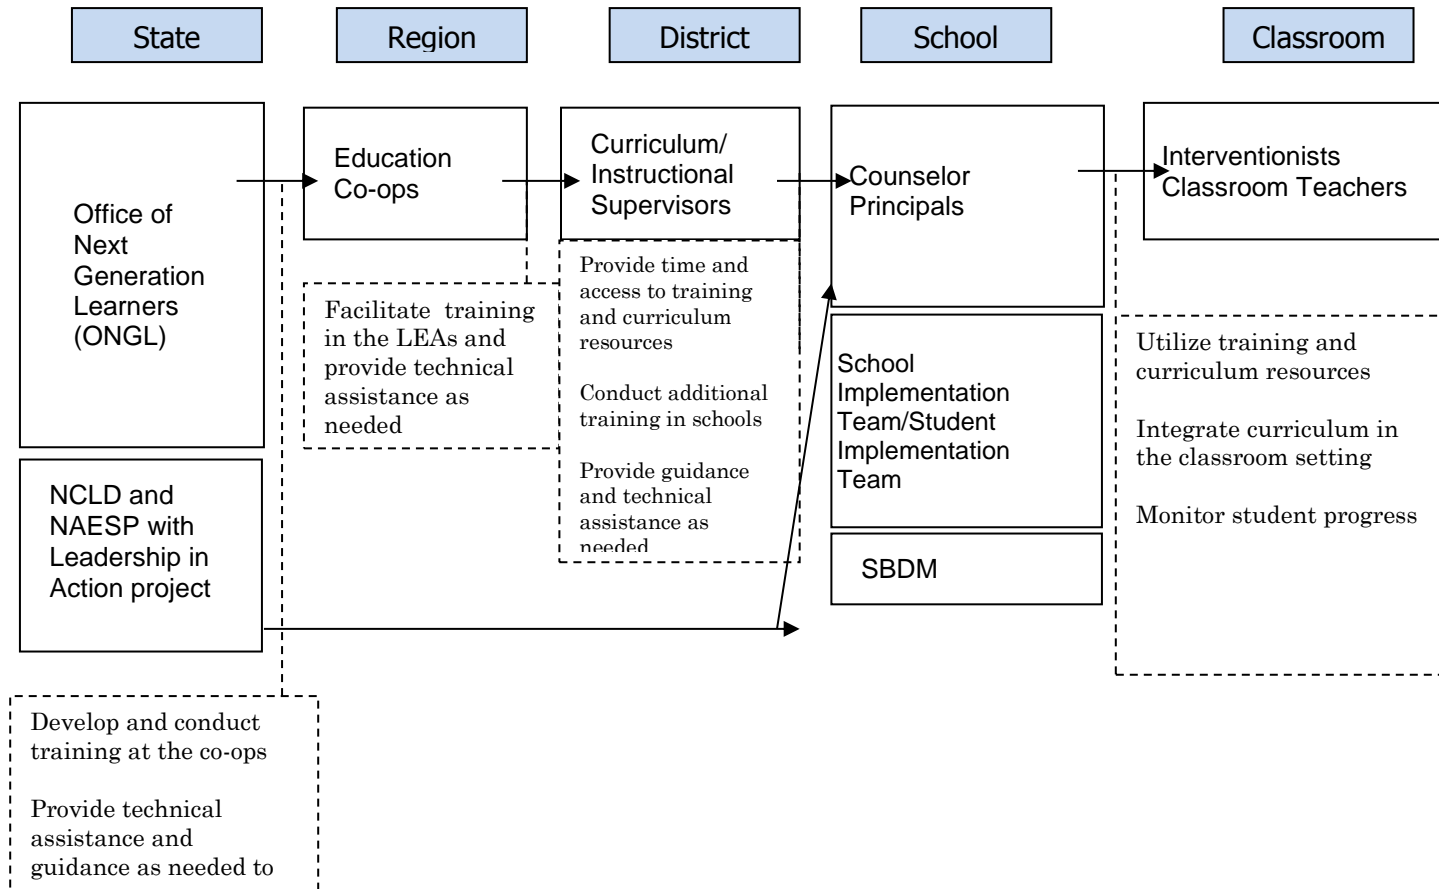 State
Region
District
School
Classroom
Office of
Next
Generation
Learners
(ONGL)
Education
Co-ops
Curriculum/
Instructional
Supervisors
Counselor
Principals
Interventionists
Classroom Teachers
Facilitate training
in the LEAs and
provide technical
assistance as
needed
Provide time and
access to training
and curriculum
resources
Conduct additional
training in schools
Provide guidance
and technical
assistance as
needed
School
Implementation
Team/Student
Implementation
Team
SBDM
Utilize training and
curriculum resources
Integrate curriculum in
the classroom setting
Monitor student progress
NCLD and
NAESP with
Leadership in
Action project
Develop and conduct
training at the co-ops
Provide technical
assistance and
guidance as needed to